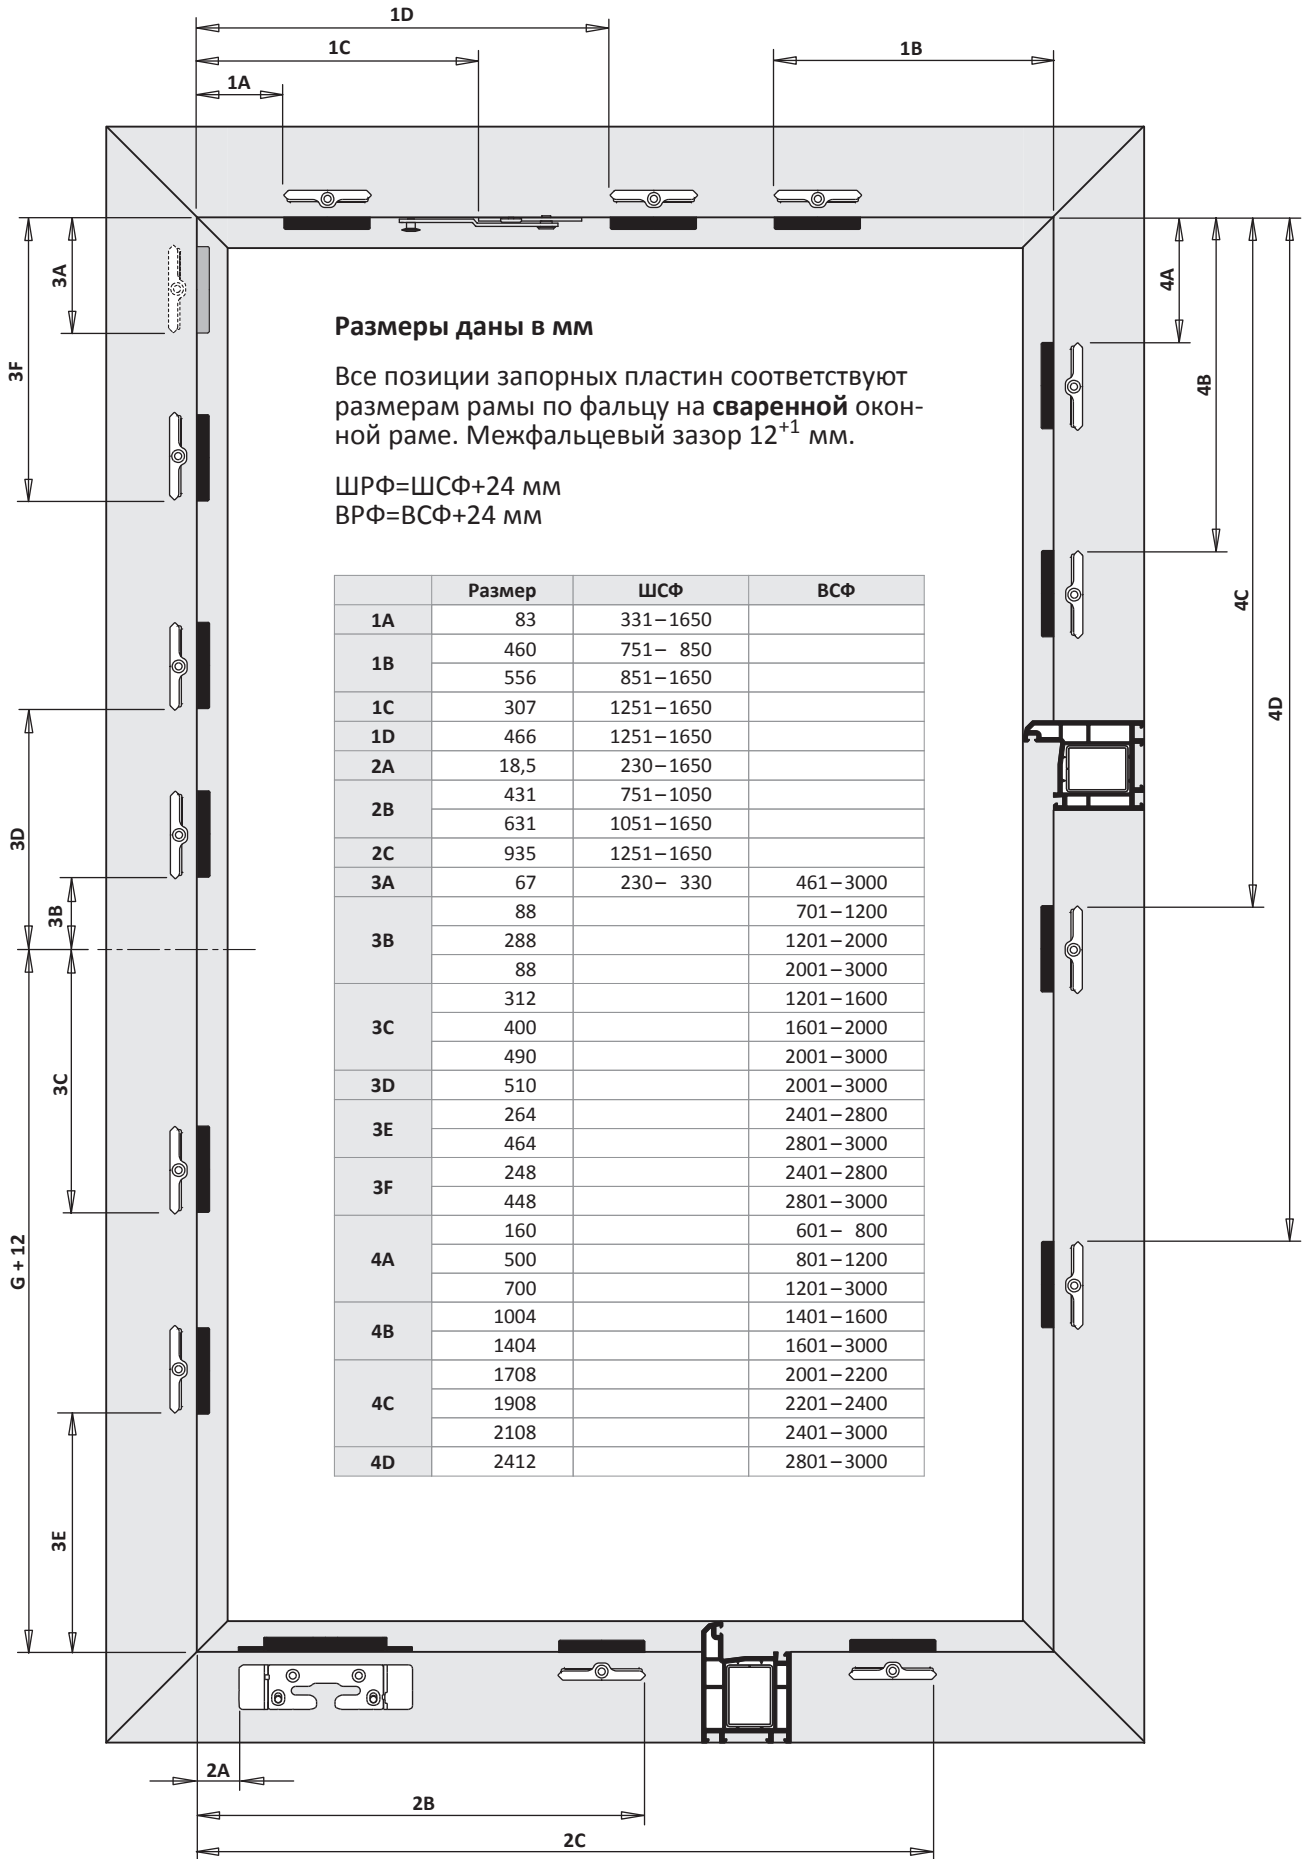 1D
1C
1B
1A
3A
3F
4A
4B
4C
4D
Размеры даны в мм
Все позиции запорных пластин соответствуют
размерам рамы по фальцу на сваренной окон-
ной раме. Межфальцевый зазор 12+1 мм.
ШРФ=ШСФ+24 мм
ВРФ=ВСФ+24 мм
Размер ШСФ ВСФ
1A 83 331–1650
1B 460 751– 850
556 851–1650
1C 307 1251–1650
1D 466 1251–1650
2A 18,5 230–1650
2B 431 751–1050
631 1051–1650
2C 935 1251–1650
3A 67 230– 330 461–3000
3B 88 701–1200
288 1201–2000
88 2001–3000
3C 312 1201–1600
400 1601–2000
490 2001–3000
3D 510 2001–3000
3E 264 2401–2800
464 2801–3000
3F 248 2401–2800
448 2801–3000
4A 160 601– 800
500 801–1200
700 1201–3000
4B 1004 1401–1600
1404 1601–3000
4C 1708 2001–2200
1908 2201–2400
2108 2401–3000
4D 2412 2801–3000
3D
3B
3C
G + 12
3E
2A
2B
2C